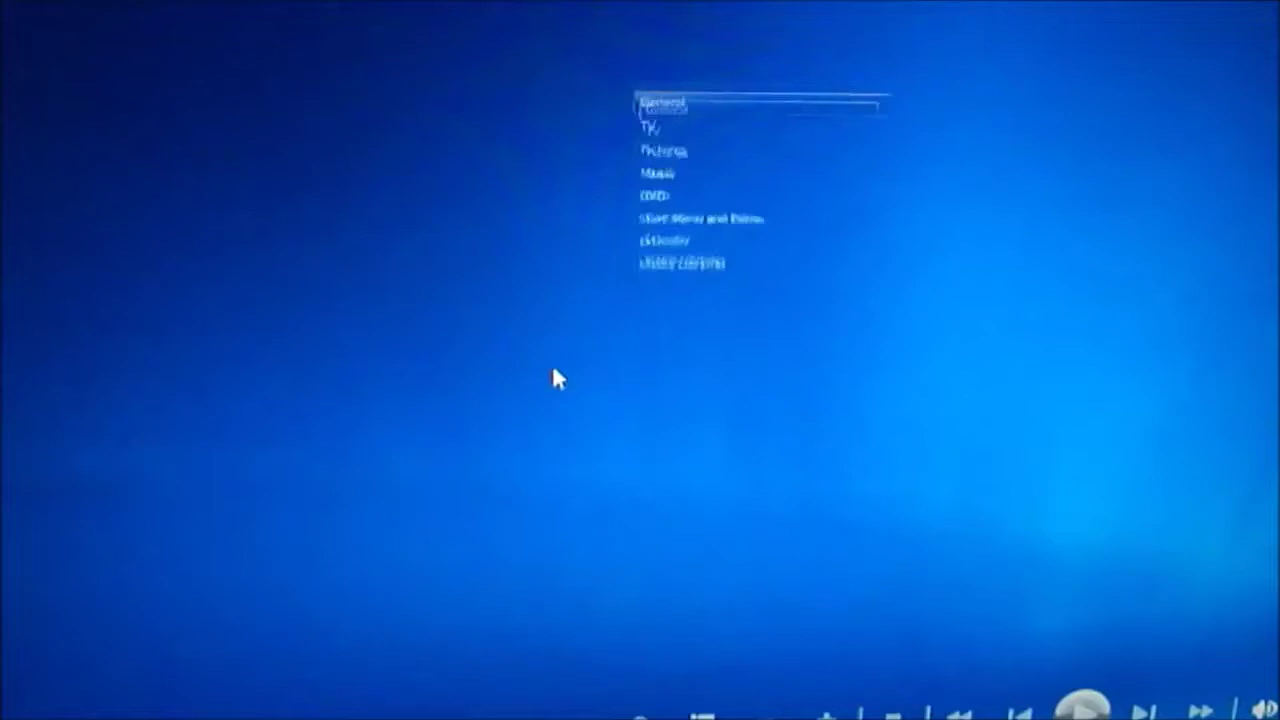 General
TV
Pictures
Music
DVD
Start Menu and Extras
Extender
Media Libraries